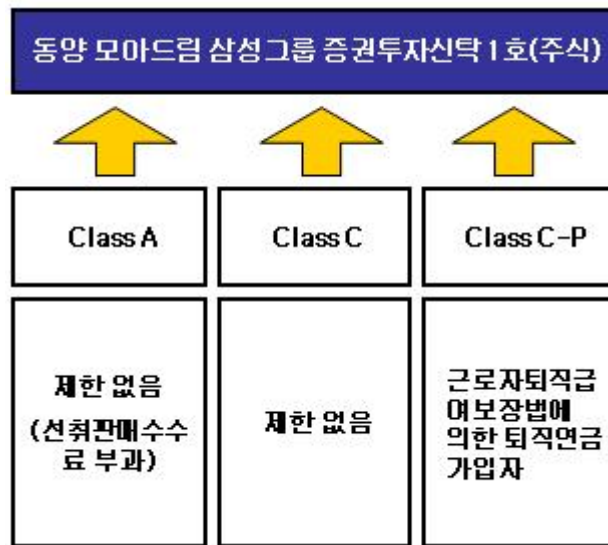 동양 모아드림 삼성그룹 증권투자신탁 1호(주식)
Class A
Class C
Class C-P
제한 없음
(선취판매수수
료 부과)
제한 없음
근로자퇴직급
여보장법에
의한 퇴직연금
가입자